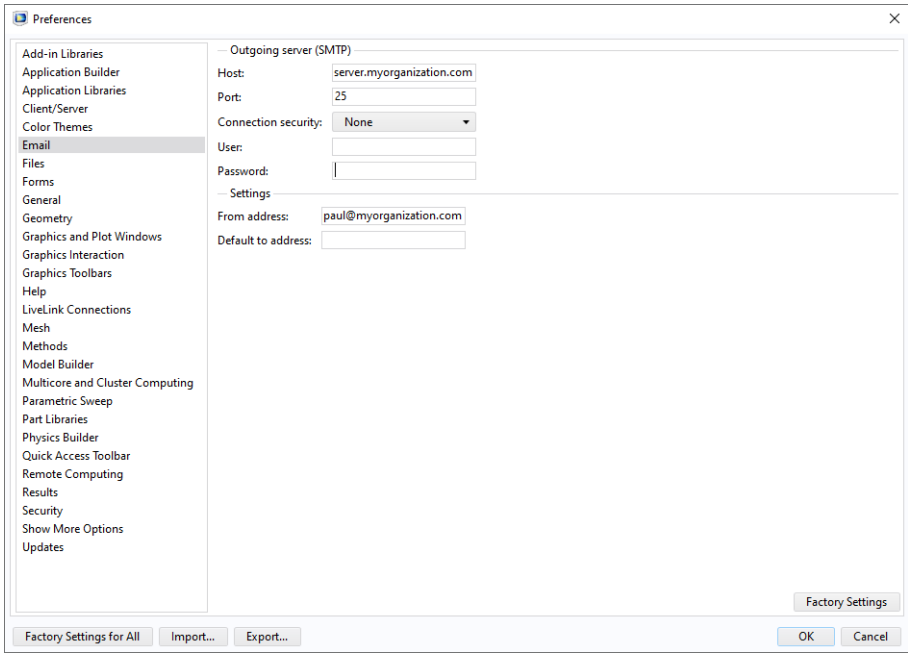 Preferences
Add-in Libraries
Application Builder
Application Libraries
Client/Server
Color Themes
Email
Files
Forms
General
Geometry
Graphics and Plot Windows
Graphics Interaction
Graphics Toolbars
Help
LiveLink Connections
Mesh
Methods
Model Builder
Multicore and Cluster Computing
Parametric Sweep
Part Libraries
Physics Builder
Quick Access Toolbar
Remote Computing
Results
Security
Show More Options
Updates
Outgoing server (SMTP)
Host: server.myorganization.com
Port: 25
Connection security: None
User:
Password:
Settings
From address: paul@myorganization.com
Default to address:
Factory Settings
Factory Settings for All Import... Export... OK Cancel